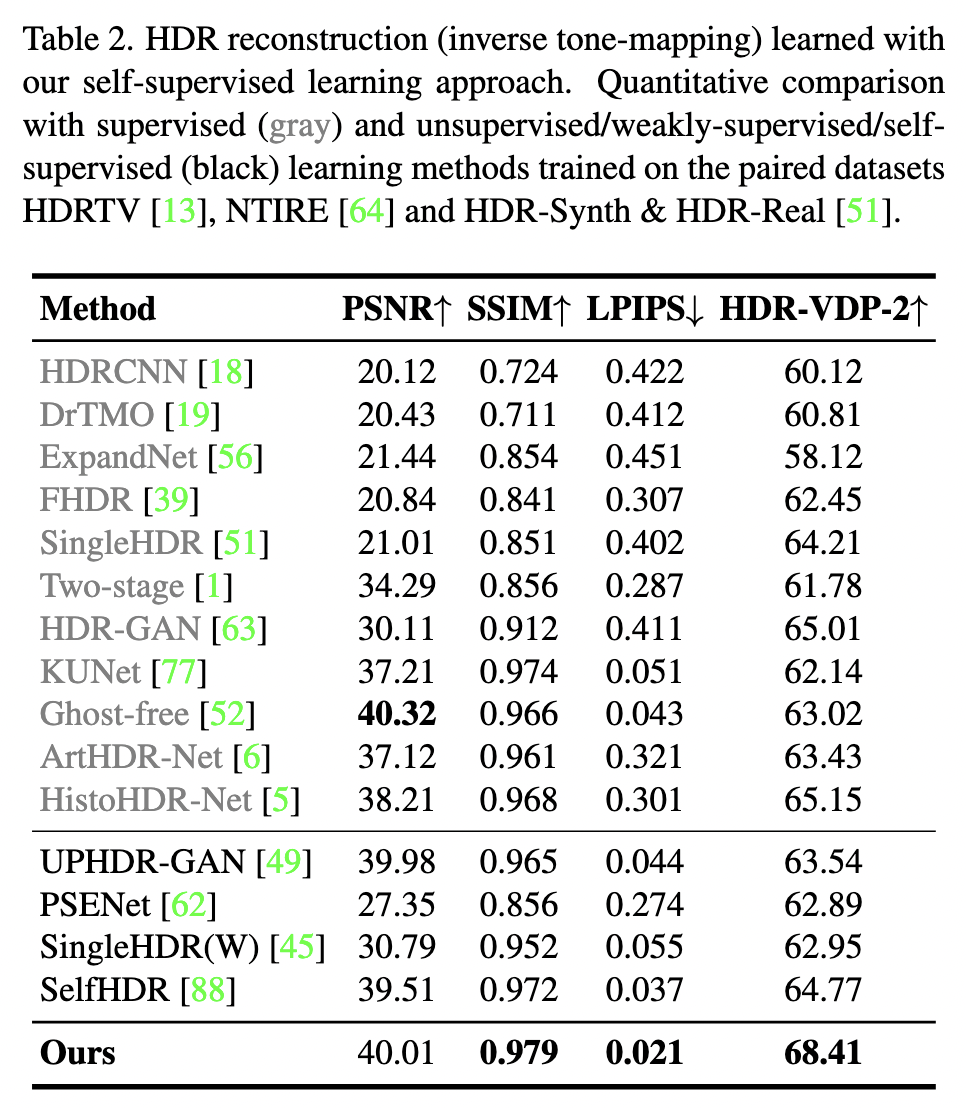 Table 2. HDR reconstruction (inverse tone-mapping) learned with
our self-supervised learning approach. Quantitative comparison
with supervised (gray) and unsupervised/weakly-supervised/self-
supervised (black) learning methods trained on the paired datasets
HDRTV [13], NTIRE [64] and HDR-Synth & HDR-Real [51].
Method PSNR↑ SSIM↑ LPIPS↓ HDR-VDP-2↑
HDRCNN [18] 20.12 0.724 0.422 60.12
DrTMO [19] 20.43 0.711 0.412 60.81
ExpandNet [56] 21.44 0.854 0.451 58.12
FHDR [39] 20.84 0.841 0.307 62.45
SingleHDR [51] 21.01 0.851 0.402 64.21
Two-stage [1] 34.29 0.856 0.287 61.78
HDR-GAN [63] 30.11 0.912 0.411 65.01
KUNet [77] 37.21 0.974 0.051 62.14
Ghost-free [52] 40.32 0.966 0.043 63.02
ArtHDR-Net [6] 37.12 0.961 0.321 63.43
HistoHDR-Net [5] 38.21 0.968 0.301 65.15
UPHDR-GAN [49] 39.98 0.965 0.044 63.54
PSENet [62] 27.35 0.856 0.274 62.89
SingleHDR(W) [45] 30.79 0.952 0.055 62.95
SelfHDR [88] 39.51 0.972 0.037 64.77
Ours 40.01 0.979 0.021 68.41